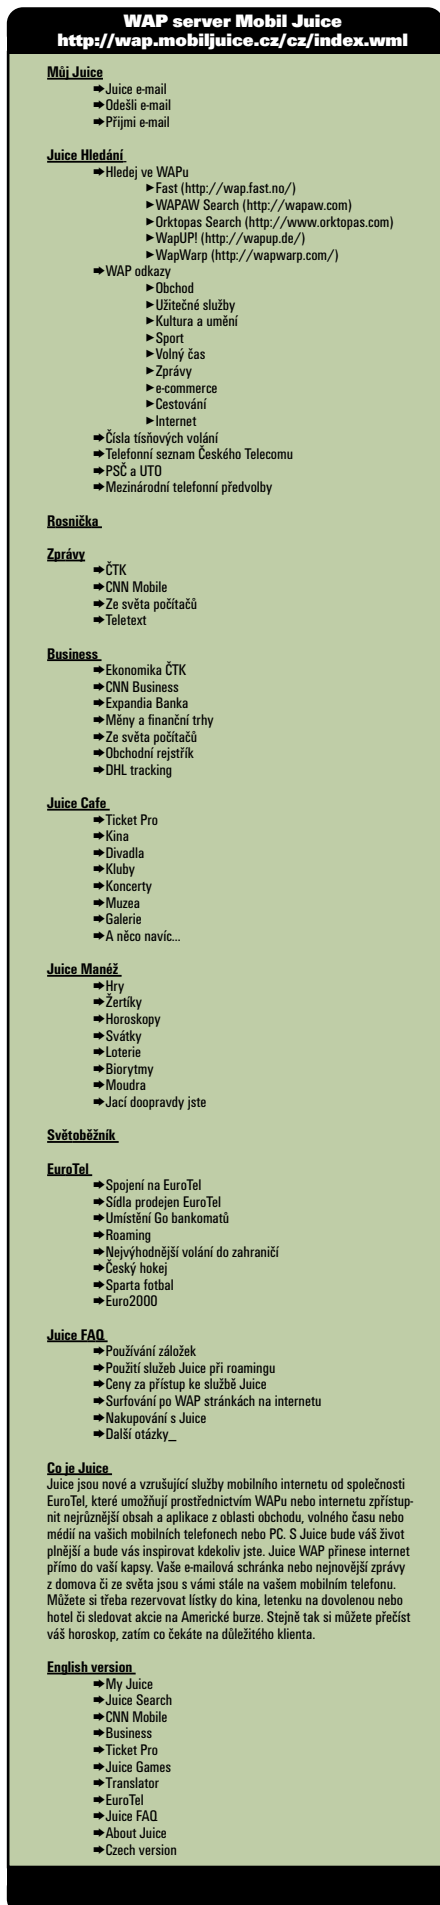 WAP server Mobil Juice
http://wap.mobiljuice.cz/cz/index.wml
Můj Juice
➡Juice e-mail
➡Odešli e-mail
➡Přijmi e-mail
Juice Hledání
➡Hledej ve WAPu
►Fast (http://wap.fast.no/)
►WAPAW Search (http://wapaw.com)
►Orktopas Search (http://www.orktopas.com)
►WapUP! (http://wapup.de/)
►WapWarp (http://wapwarp.com/)
➡WAP odkazy
►Obchod
►Užitečné služby
►Kultura a umění
►Sport
►Volný čas
►Zprávy
►e-commerce
►Cestování
►Internet
➡Čísla tísňových volání
➡Telefonní seznam Českého Telecomu
➡PSČ a UTO
➡Mezinárodní telefonní předvolby
Rosnička
Zprávy
➡ČTK
➡CNN Mobile
➡Ze světa počítačů
➡Teletext
Business
➡Ekonomika ČTK
➡CNN Business
➡Expandia Banka
➡Měny a finanční trhy
➡Ze světa počítačů
➡Obchodní rejstřík
➡DHL tracking
Juice Cafe
➡Ticket Pro
➡Kina
➡Divadla
➡Kluby
➡Koncerty
➡Muzea
➡Galerie
➡A něco navíc...
Juice Manéž
➡Hry
➡Žertíky
➡Horoskopy
➡Svátky
➡Loterie
➡Biorytmy
➡Moudra
➡Jací doopravdy jste
Světoběžník
EuroTel
➡Spojení na EuroTel
➡Sídla prodejen EuroTel
➡Umístění Go bankomatů
➡Roaming
➡Nejvýhodnější volání do zahraničí
➡Český hokej
➡Sparta fotbal
➡Euro2000
Juice FAQ
➡Používání záložek
➡Použití služeb Juice při roamingu
➡Ceny za přístup ke službě Juice
➡Surfování po WAP stránkách na internetu
➡Nakupování s Juice
➡Další otázky_
Co je Juice
Juice jsou nové a vzrušující služby mobilního internetu od společnosti
EuroTel, které umožňují prostřednictvím WAPu nebo internetu zpřístup-
nit nejrůznější obsah a aplikace z oblasti obchodu, volného času nebo
médií na vašich mobilních telefonech nebo PC. S Juice bude váš život
plnější a bude vás inspirovat kdekoliv jste. Juice WAP přinese internet
přímo do vaší kapsy. Vaše e-mailová schránka nebo nejnovější zprávy
z domova či ze světa jsou s vámi stále na vašem mobilním telefonu.
Můžete si třeba rezervovat lístky do kina, letenku na dovolenou nebo
hotel či sledovat akcie na Americké burze. Stejně tak si můžete přečíst
váš horoskop, zatím co čekáte na důležitého klienta.
English version
➡My Juice
➡Juice Search
➡CNN Mobile
➡Business
➡Ticket Pro
➡Juice Games
➡Translator
➡EuroTel
➡Juice FAQ
➡About Juice
➡Czech version